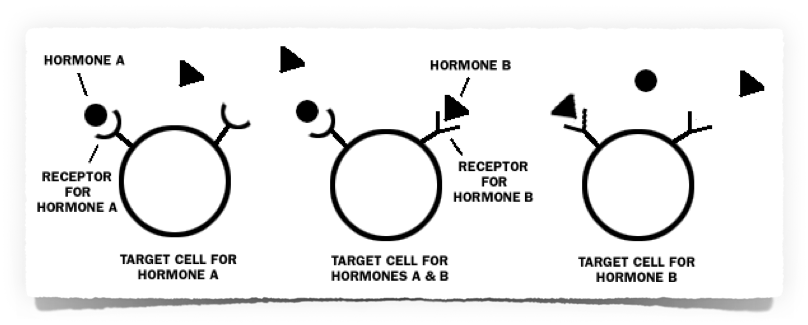 HORMONE A
RECEPTOR
FOR
HORMONE A
TARGET CELL FOR
HORMONE A
HORMONE B
RECEPTOR
FOR
HORMONE B
TARGET CELL FOR
HORMONES A & B
TARGET CELL FOR
HORMONE B